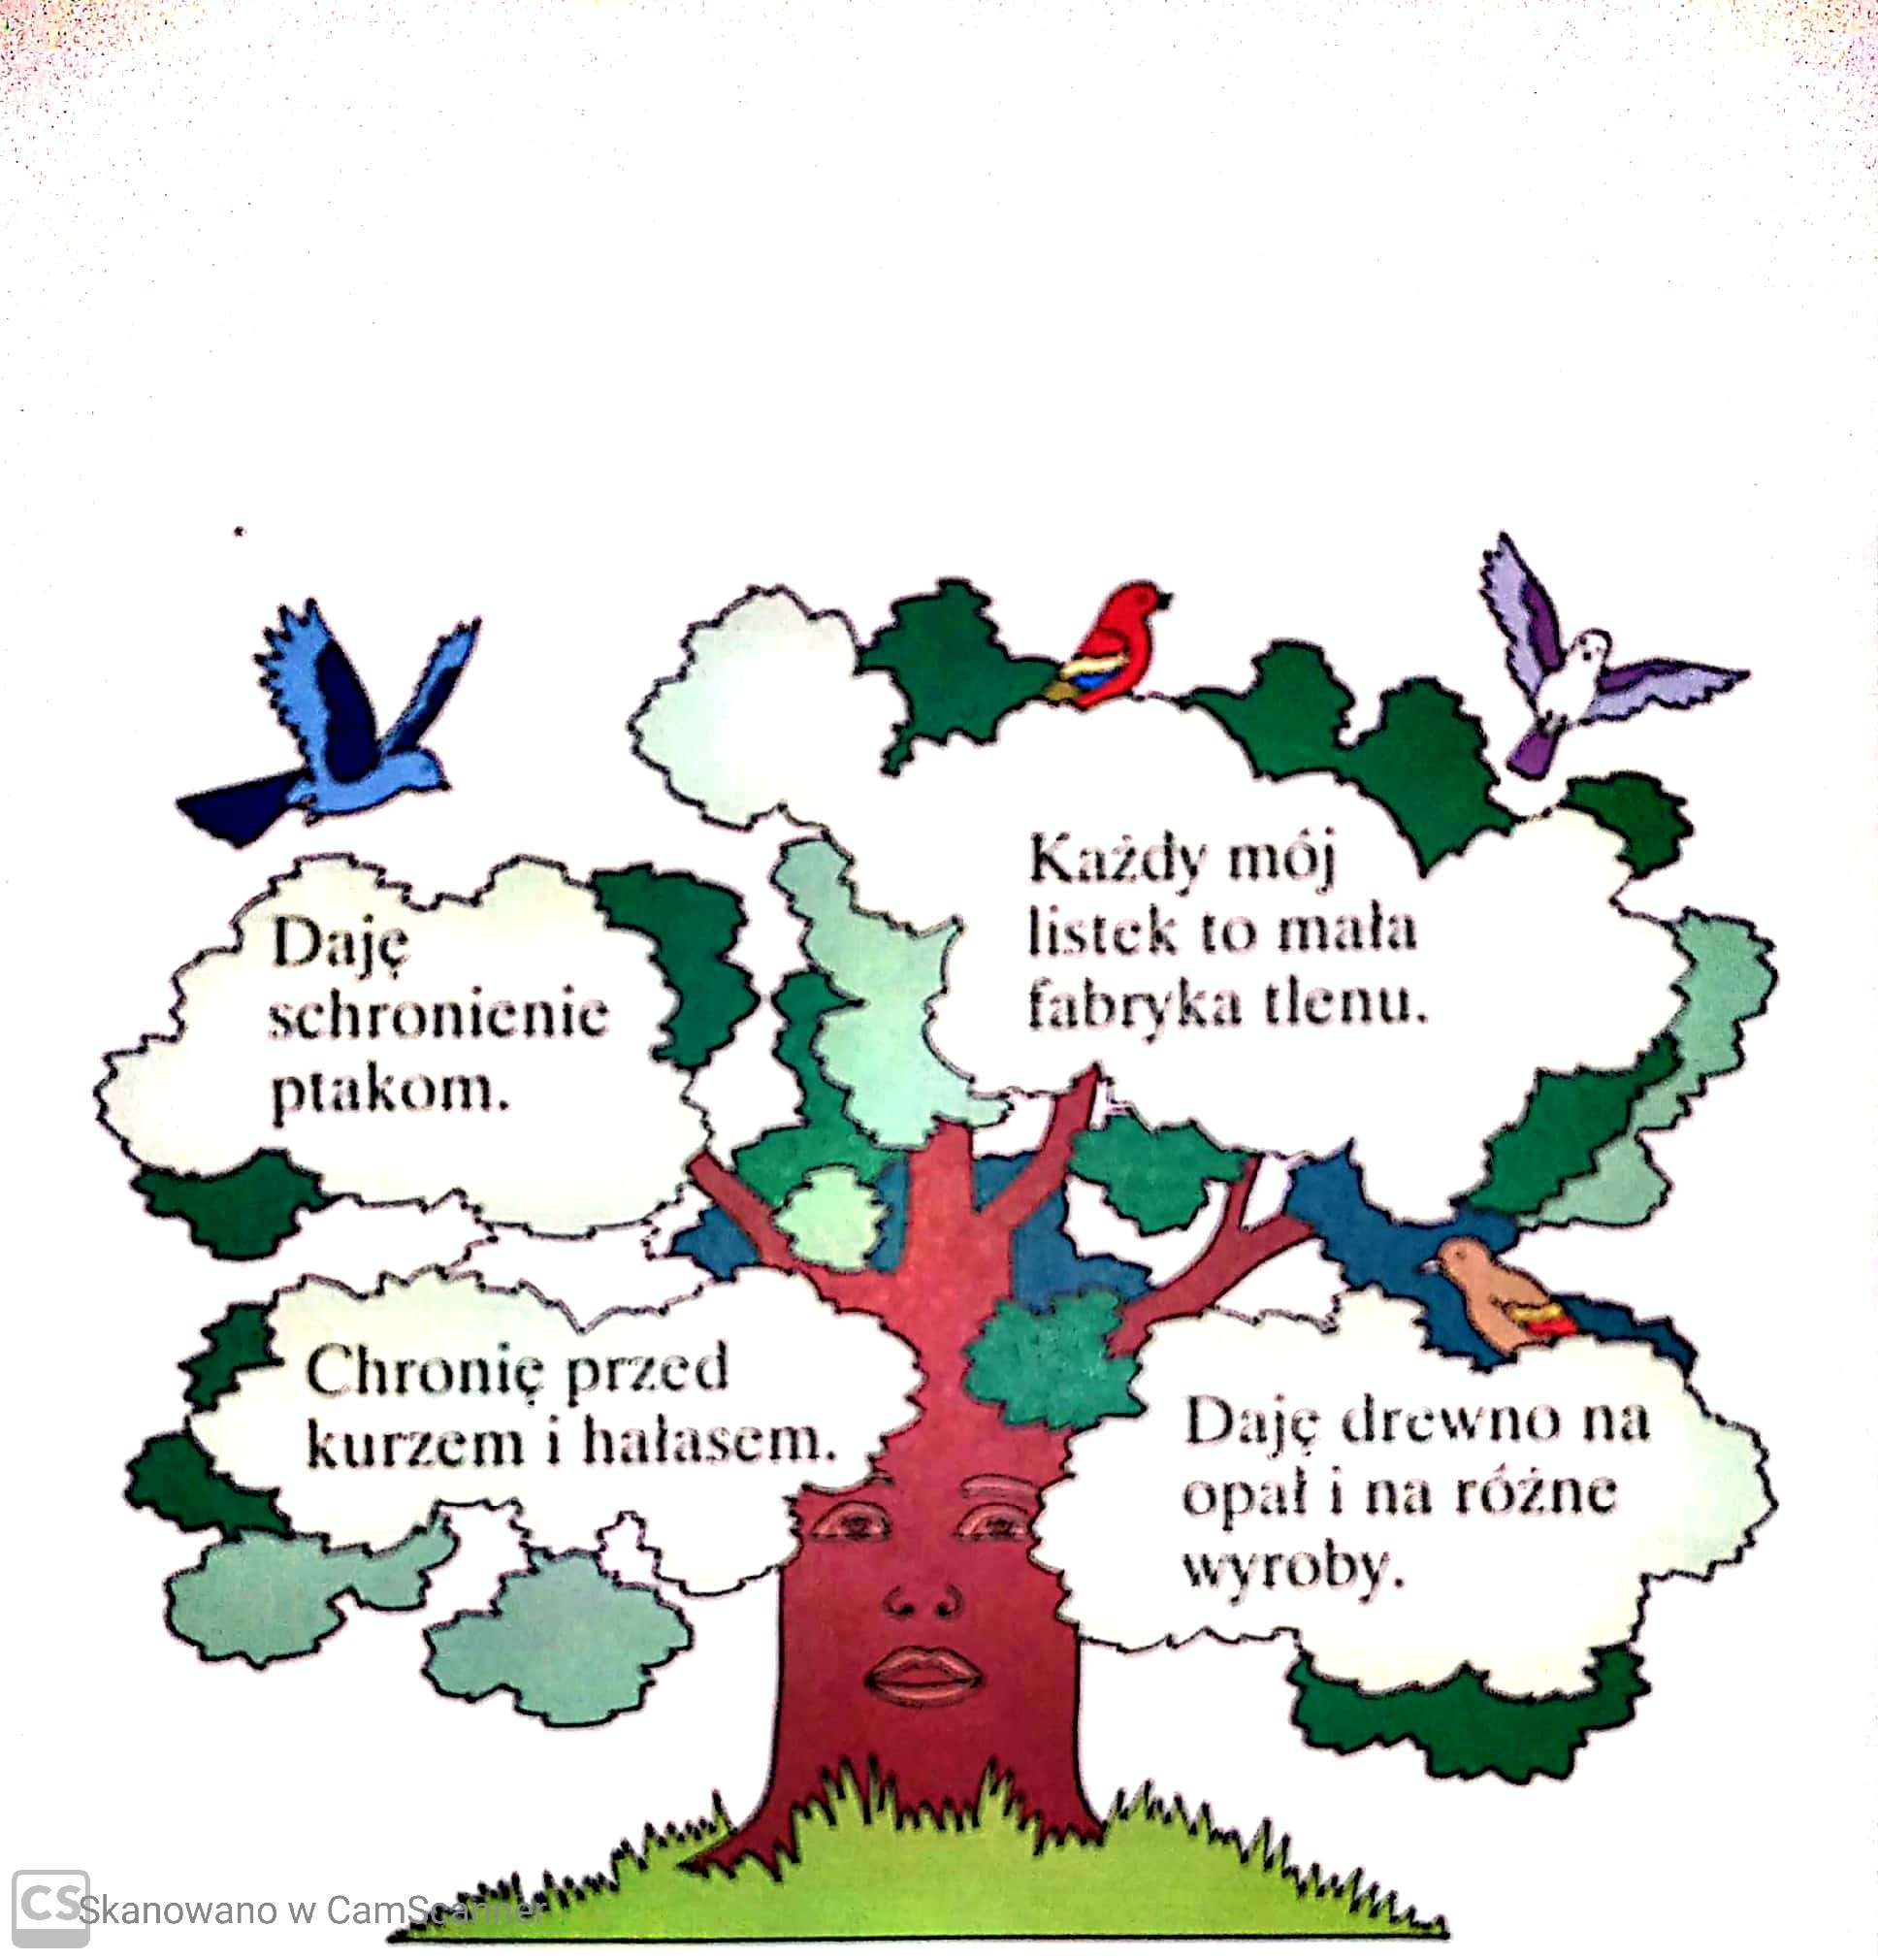 Każdy mój
listek to mała
fabryka tlenu.
Daję
schronienie
ptakom.
Chronię przed
kurzem i hałasem.
Daję drewno na
opał i na różne
wyroby.
CS Skanowano w CamScanner